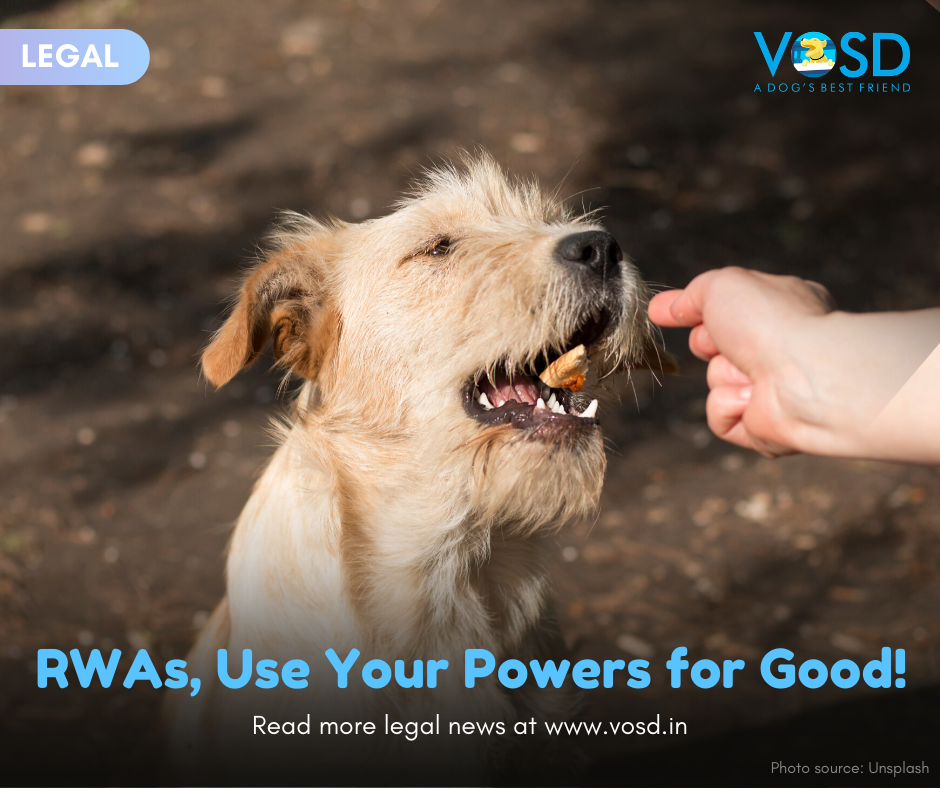 LEGAL
VOSD
A DOG'S BEST FRIEND
RWAs, Use Your Powers for Good!
Read more legal news at www.vosd.in
Photo source: Unsplash